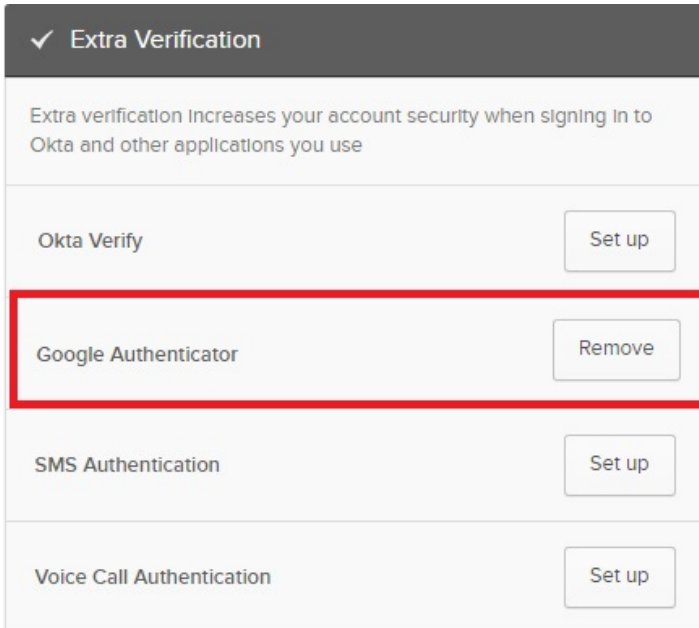 Extra Verification
Extra verification increases your account security when signing in to
Okta and other applications you use
Okta Verify
Set up
Google Authenticator
Remove
SMS Authentication
Set up
Voice Call Authentication
Set up